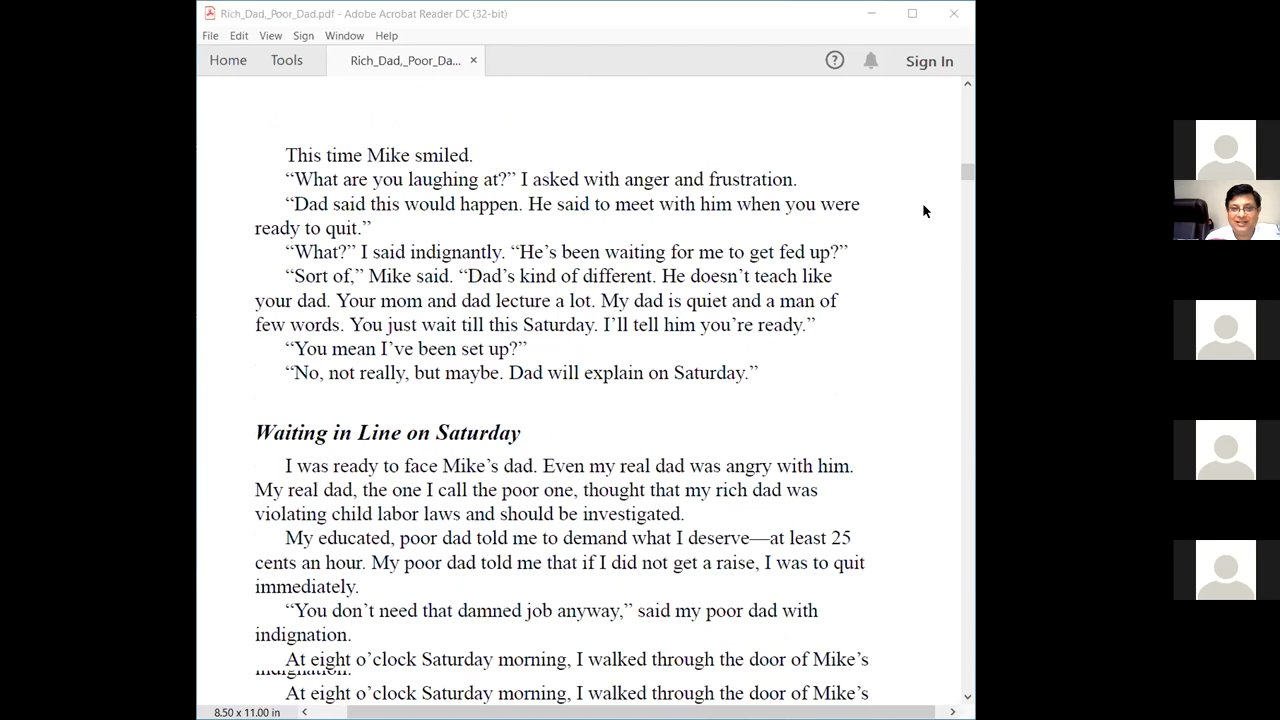 Rich_Dad,_Poor_Dad.pdf - Adobe Acrobat Reader DC (32-bit)
File Edit View Sign Window Help
Home Tools Rich_Dad,_Poor_Da... × Sign In
This time Mike smiled.
“What are you laughing at?” I asked with anger and frustration.
“Dad said this would happen. He said to meet with him when you were
ready to quit.”
“What?” I said indignantly. “He’s been waiting for me to get fed up?”
“Sort of,” Mike said. “Dad’s kind of different. He doesn’t teach like
your dad. Your mom and dad lecture a lot. My dad is quiet and a man of
few words. You just wait till this Saturday. I’ll tell him you’re ready.”
“You mean I’ve been set up?”
“No, not really, but maybe. Dad will explain on Saturday.”
Waiting in Line on Saturday
I was ready to face Mike’s dad. Even my real dad was angry with him.
My real dad, the one I call the poor one, thought that my rich dad was
violating child labor laws and should be investigated.
My educated, poor dad told me to demand what I deserve—at least 25
cents an hour. My poor dad told me that if I did not get a raise, I was to quit
immediately.
“You don’t need that damned job anyway,” said my poor dad with
indignation.
At eight o’clock Saturday morning, I walked through the door of Mike’s
indignation.
At eight o’clock Saturday morning, I walked through the door of Mike’s
8.50 x 11.00 in